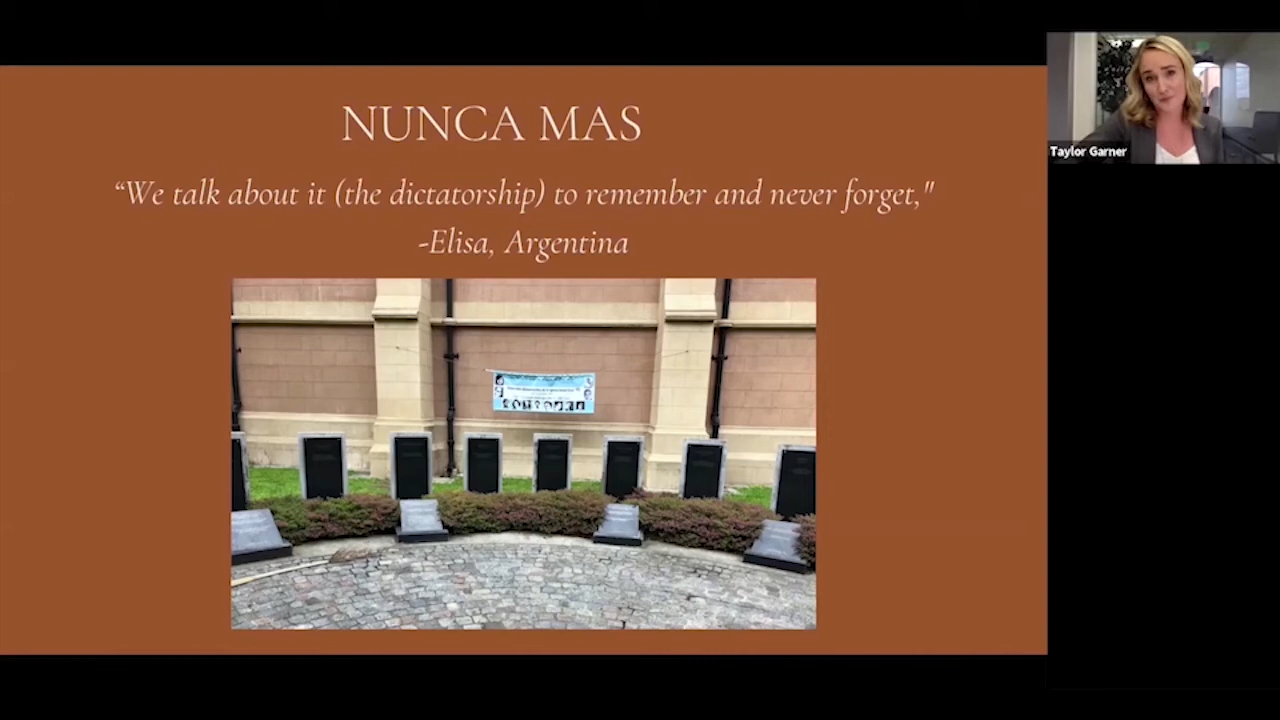 NUNCA MAS
“We talk about it (the dictatorship) to remember and never forget,"
-Elisa, Argentina
Taylor Garner